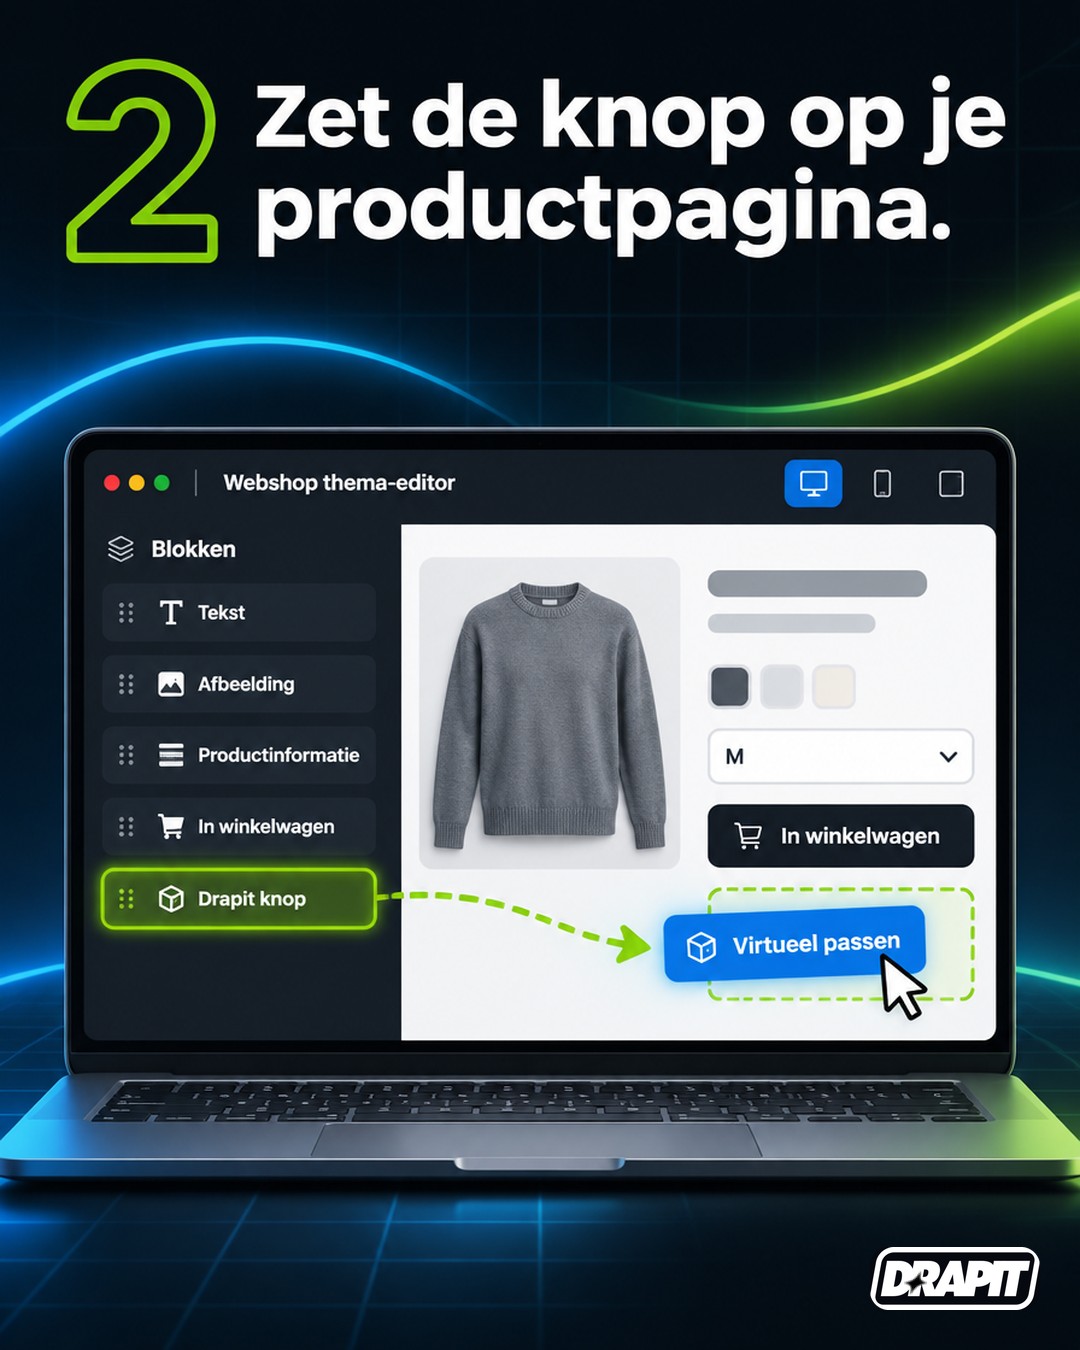 2
Zet de knop op je
productpagina.
Webshop thema-editor
Blokken
Tekst
Afbeelding
Productinformatie
In winkelwagen
Drapit knop
M
In winkelwagen
Virtueel passen
DRAPIT